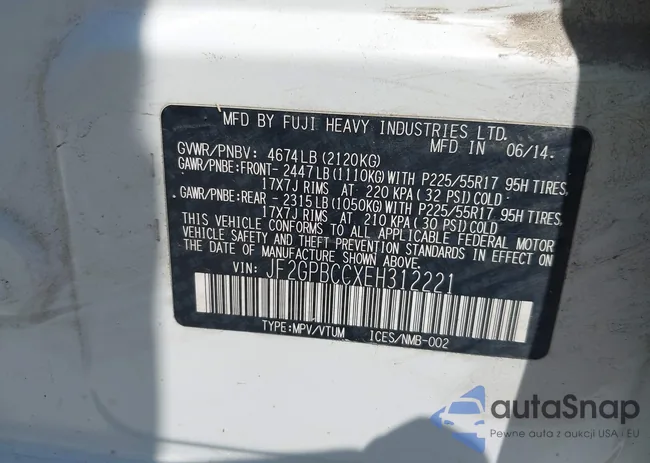 MFD BY FUJI HEAVY INDUSTRIES LTD.
MFD IN 06/14.
GVWR/PNBV: 4674LB(2120KG)
GAWR/PNBE:FRONT- 2447LB(1110KG)WITH P225/55R17 95H TIRES,
17X7J RIMS AT 220 KPA(32 PSI)COLD
GAWR/PNBE:REAR - 2315LB(1050KG)WITH P225/55R17 95H TIRES,
17X7J RIMS AT 210 KPA(30 PSI)COLD
THIS VEHICLE CONFORMS TO ALL APPLICABLE FEDERAL MOTOR
VEHICLE SAFETY AND THEFT PREVENTION STANDARDS IN EFFECT ON
THE DATE OF MANUFACTURE SHOWN ABOVE.
VIN: JF2GPBCCXEH312221
TYPE:MPV/VTUM ICES/NMB-002
autaSnap
Pewne auta z aukcji USA i EU